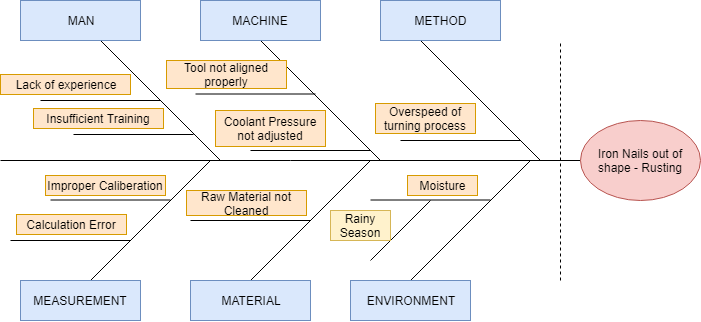 MAN
MACHINE
METHOD
Tool not aligned
properly
Lack of experience
Insufficient Training
Coolant Pressure
not adjusted
Overspeed of
turning process
Iron Nails out of
shape - Rusting
Improper Caliberation
Moisture
Raw Material not
Cleaned
Rainy
Season
Calculation Error
MEASUREMENT
MATERIAL
ENVIRONMENT